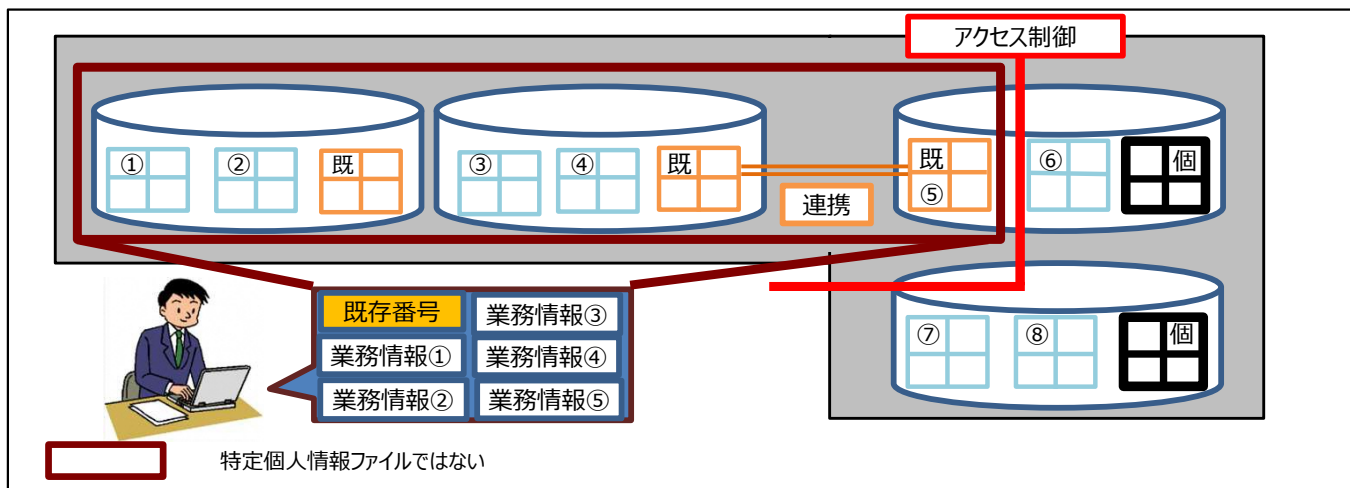 アクセス制御
① ② 既 ③ ④ 既 既 ⑥ 個
連携 ⑤
既存番号 業務情報③
業務情報① 業務情報④
業務情報② 業務情報⑤
⑦ ⑧ 個
特定個人情報ファイルではない